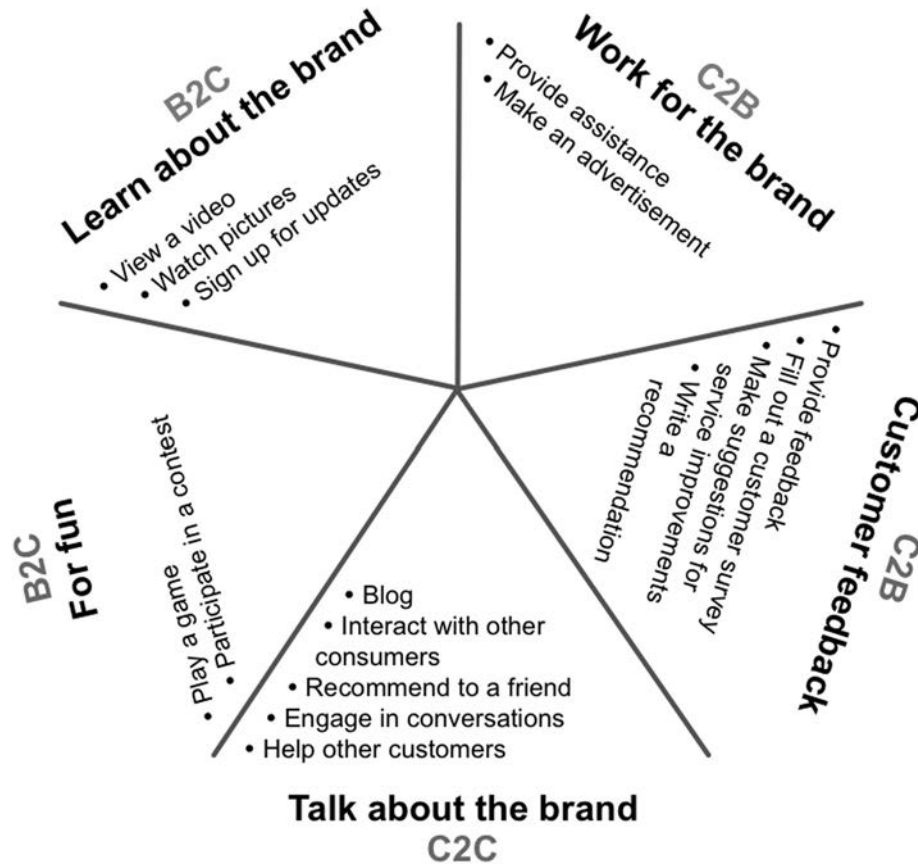 B2C
Learn about the brand
• View a video
• Watch pictures
• Sign up for updates
C2B
Work for the brand
• Provide assistance
• Make an advertisement
C2B
Customer feedback
• Provide feedback
• Fill out a customer survey
• Make suggestions for
service improvements
• Write a
recommendation
• Blog
• Interact with other
consumers
• Recommend to a friend
• Engage in conversations
• Help other customers
Talk about the brand
C2C
B2C
For fun
• Play a game
• Participate in a contest